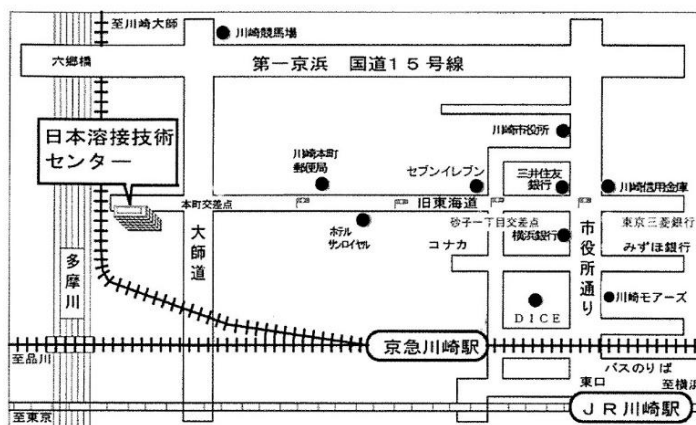 至川崎大師
川崎競馬場
六郷橋
第一京浜 国道15号線
日本溶接技術
センター
川崎市役所
川崎本町
郵便局
セブンイレブン
三井住友
銀行
川崎信用金庫
本町交差点
旧東海道
ホテル
サンロイヤル
コナカ
砂子一丁目交差点
横浜銀行
東京三菱銀行
みずほ銀行
大師道
市役所通り
多摩川
川崎モアーズ
DICE
京急川崎駅
至品川
バスのりば
東口
至横浜
至東京
JR川崎駅